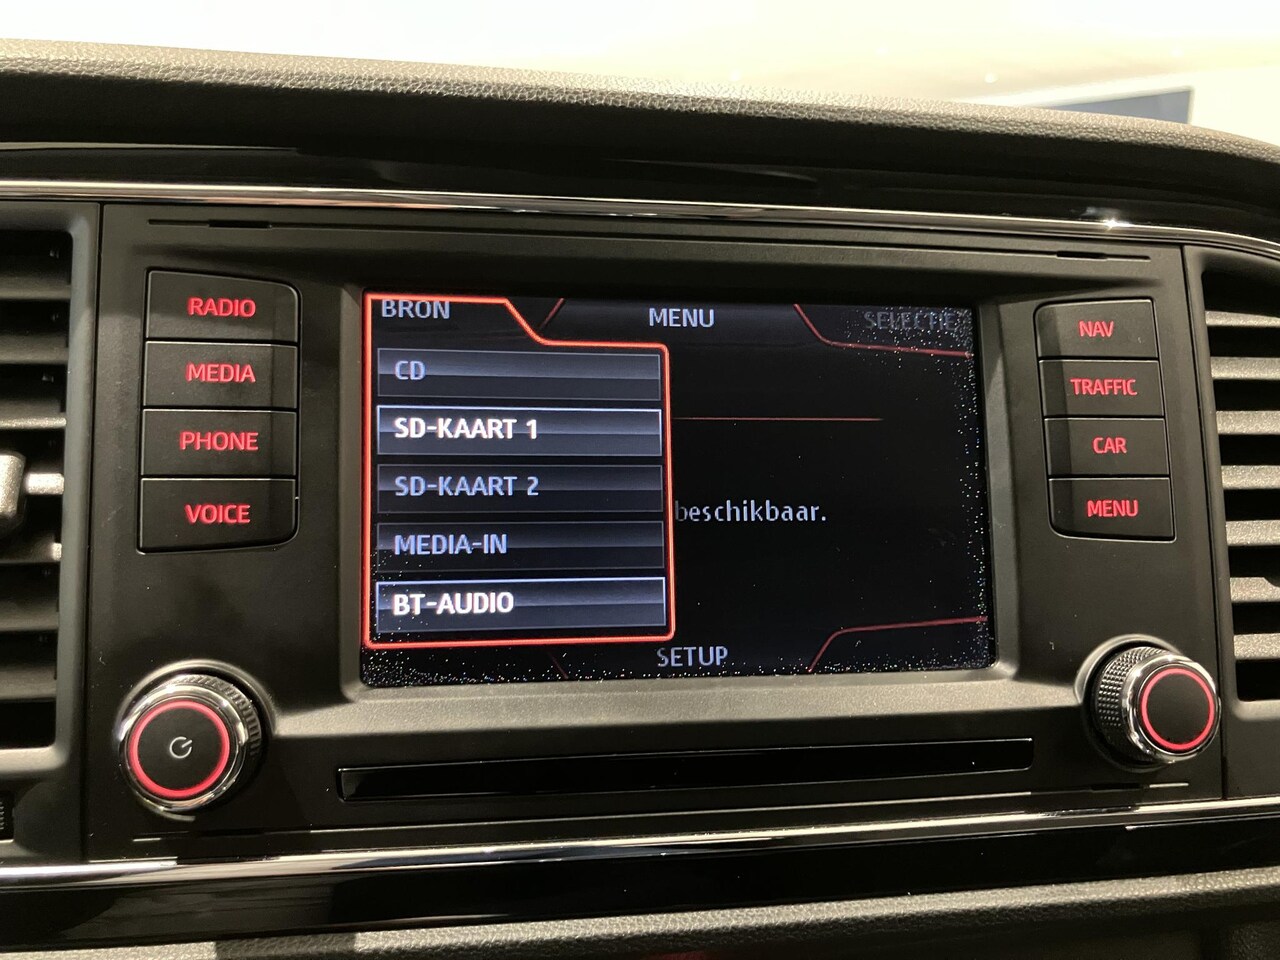 RADIO
MEDIA
PHONE
VOICE
BRON
MENU
SELECTIE
CD
SD-KAART 1
SD-KAART 2
MEDIA-IN
BT-AUDIO
beschikbaar.
SETUP
NAV
TRAFFIC
CAR
MENU